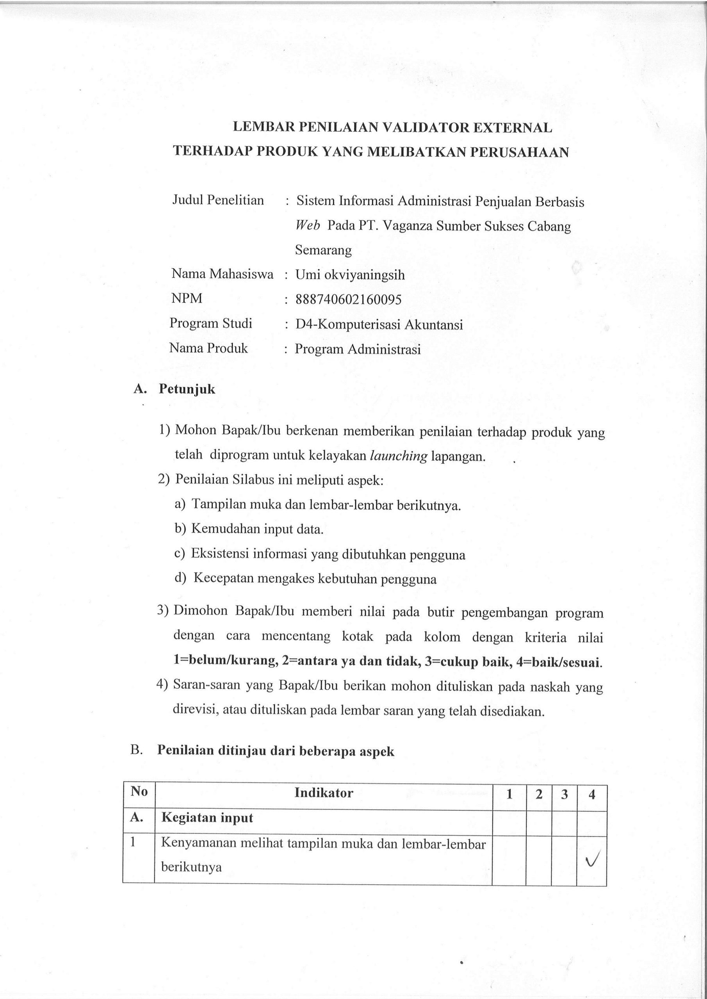 LEMBAR PENILAIAN VALIDATOR EXTERNAL
TERHADAP PRODUK YANG MELIBATKAN PERUSAHAAN
Judul Penelitian : Sistem Informasi Administrasi Penjualan Berbasis
Web Pada PT. Vaganza Sumber Sukses Cabang
Semarang
Nama Mahasiswa : Umi okviyaningsih
NPM : 888740602160095
Program Studi : D4-Komputerisasi Akuntansi
Nama Produk : Program Administrasi
A. Petunjuk
1) Mohon Bapak/Ibu berkenan memberikan penilaian terhadap produk yang
telah diprogram untuk kelayakan launching lapangan.
2) Penilaian Silabus ini meliputi aspek:
a) Tampilan muka dan lembar-lembar berikutnya.
b) Kemudahan input data.
c) Eksistensi informasi yang dibutuhkan pengguna
d) Kecepatan mengakes kebutuhan pengguna
3) Dimohon Bapak/Ibu memberi nilai pada butir pengembangan program
dengan cara mencentang kotak pada kolom dengan kriteria nilai
1=belum/kurang, 2=antara ya dan tidak, 3=cukup baik, 4=baik/sesuai.
4) Saran-saran yang Bapak/Ibu berikan mohon dituliskan pada naskah yang
direvisi, atau dituliskan pada lembar saran yang telah disediakan.
B. Penilaian ditinjau dari beberapa aspek
No Indikator 1 2 3 4
A. Kegiatan input
1 Kenyamanan melihat tampilan muka dan lembar-lembar
berikutnya ✓